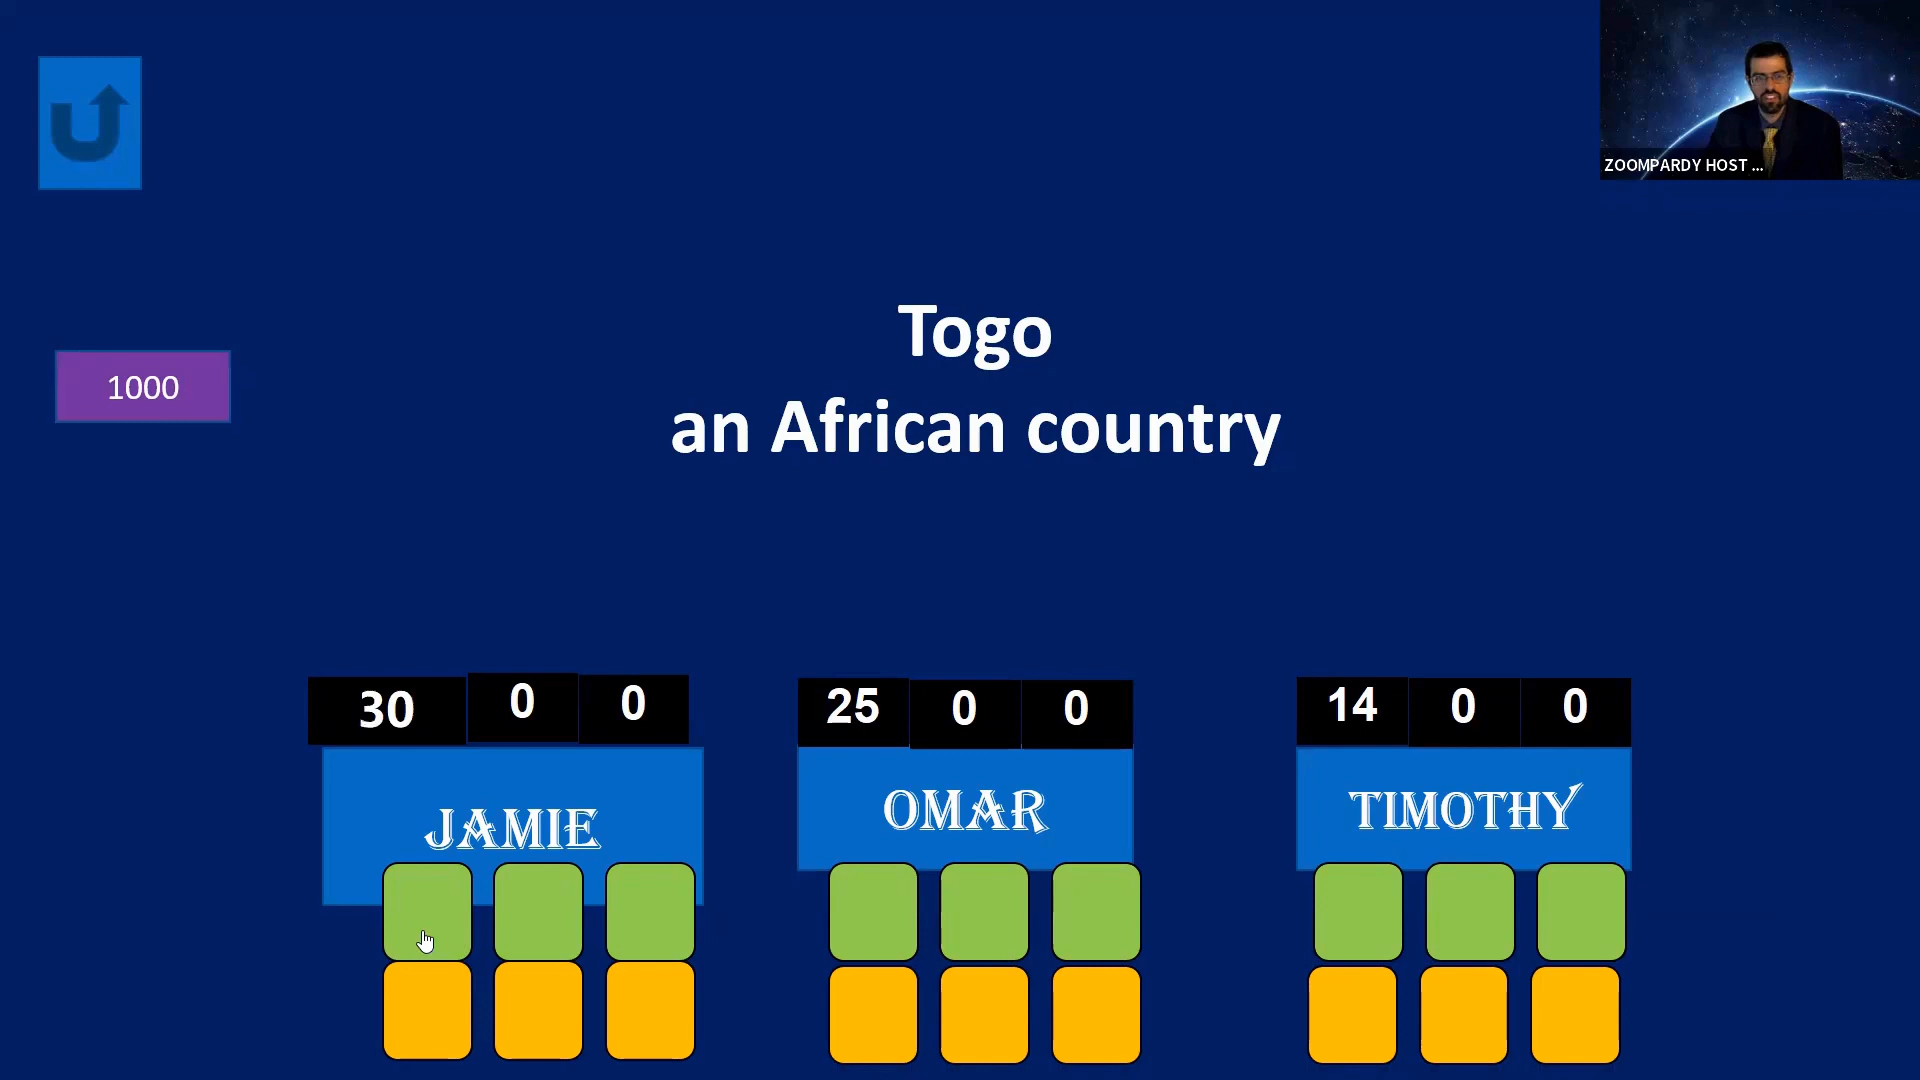 ZOOMPARDY HOST ...
Togo
1000
an African country
30 0 0
25 0 0
14 0 0
JAMIE
OMAR
TIMOTHY